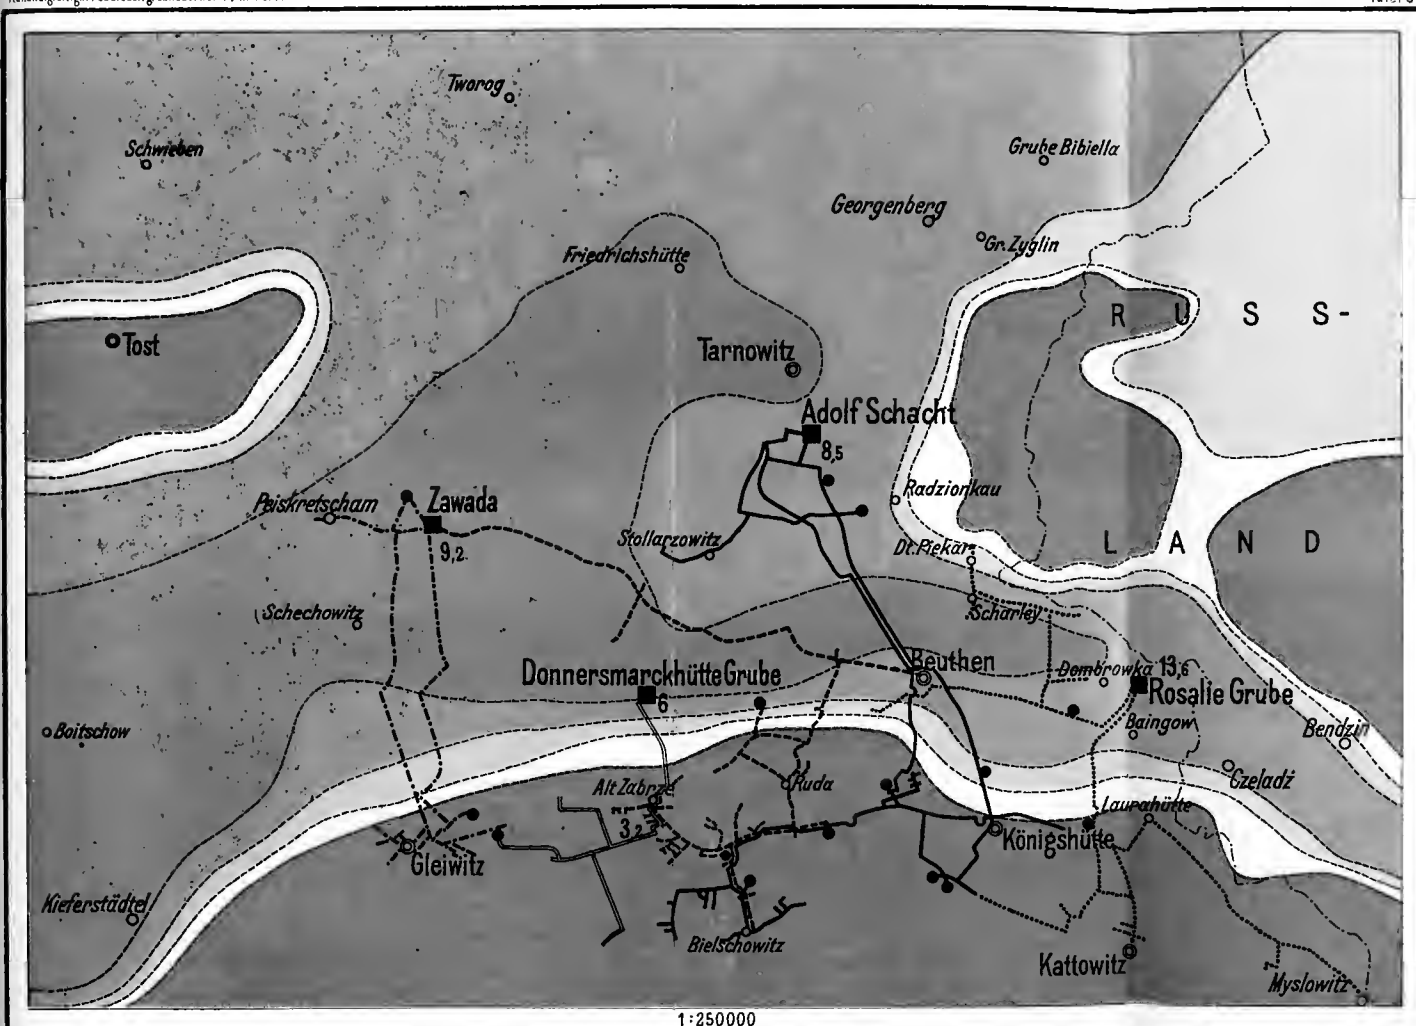 Tworog
Schwieben
Grube Bibiella
Georgenberg
Gr. Zyglin
Friedrichshütte
R U S S -
Tost
Tarnowitz
Adolf Schacht
8,5
Peiskretscham
Zawada
9,2
Radzionkau
Stollarzowitz
Dt. Piekar
L A N D
Schechowitz
Scharley
Beuthen
Donnersmarckhütte Grube
6
Dombrowka 13,6
Rosalie Grube
Boitschow
Baingow
Bendzin
Czeladź
Alt Zabrze
Ruda
Laurahütte
3,2
Königshütte
Gleiwitz
Kieferstädtel
Bielschowitz
Kattowitz
Myslowitz
1:250000